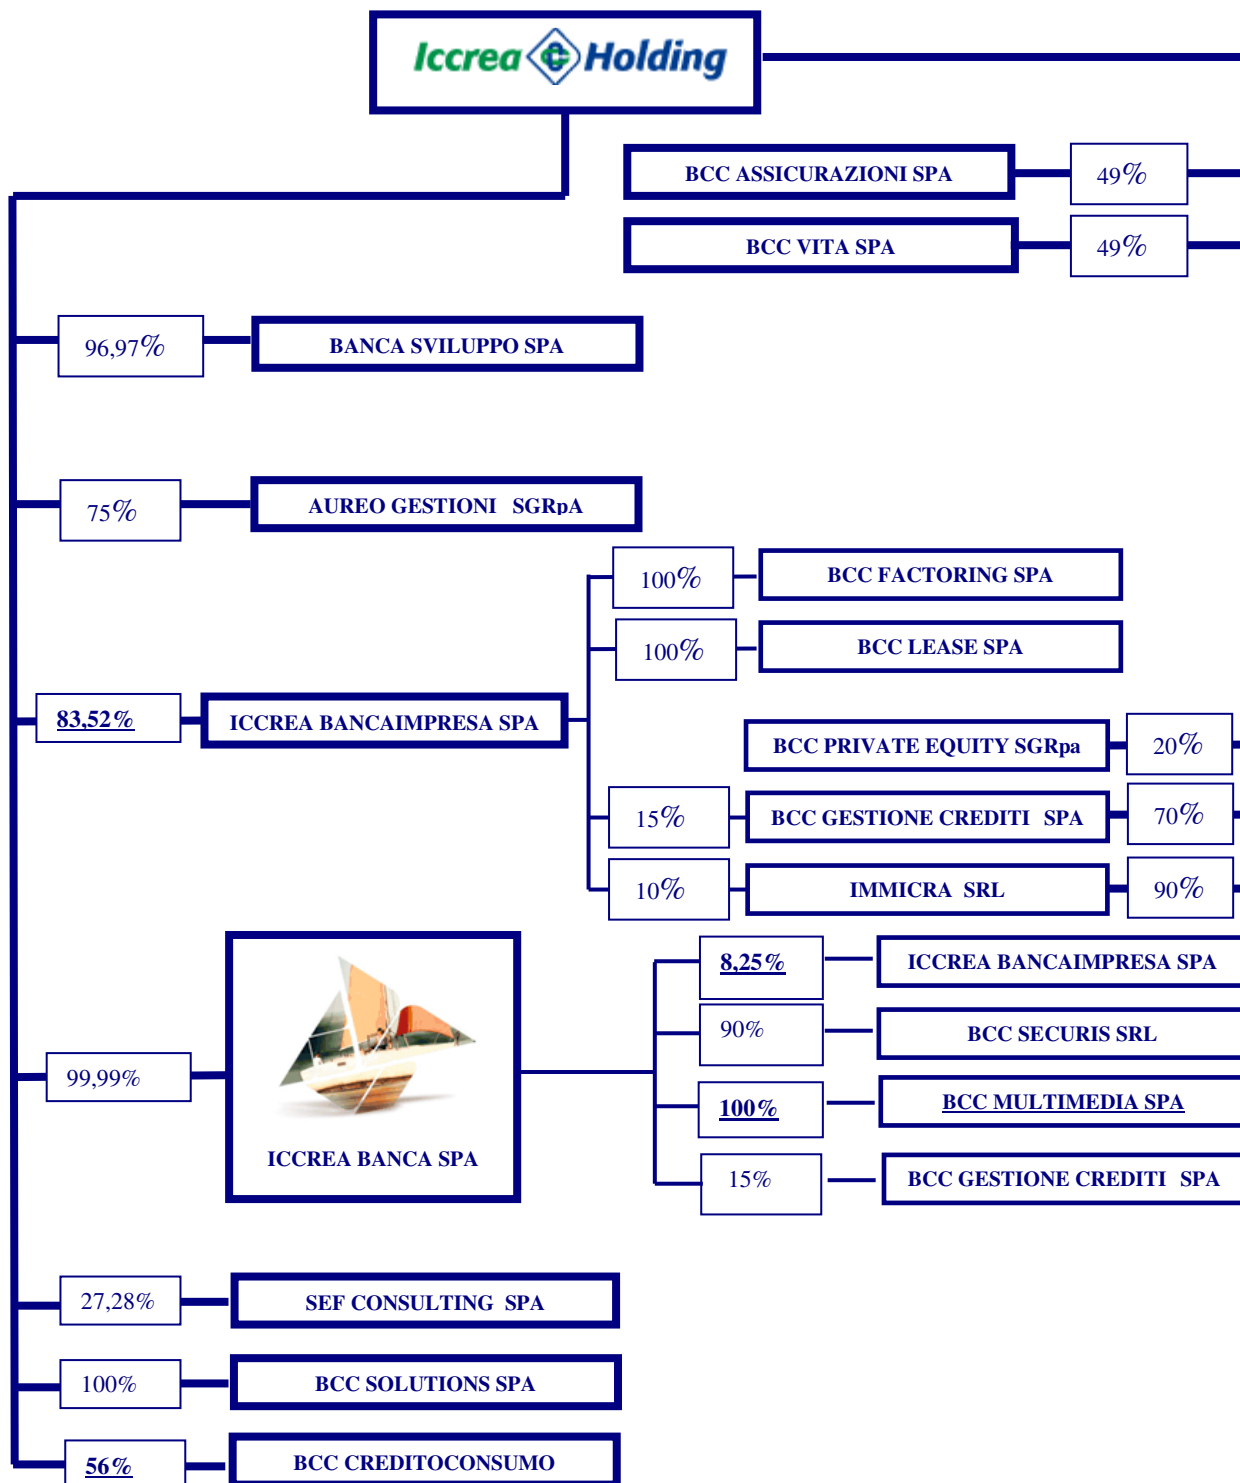 Iccrea Holding
BCC ASSICURAZIONI SPA 49%
BCC VITA SPA 49%
96,97% BANCA SVILUPPO SPA
75% AUREO GESTIONI SGRpA
100% BCC FACTORING SPA
100% BCC LEASE SPA
83,52% ICCREA BANCAIMPRESA SPA
BCC PRIVATE EQUITY SGRpa 20%
15% BCC GESTIONE CREDITI SPA 70%
10% IMMICRA SRL 90%
8,25% ICCREA BANCAIMPRESA SPA
90% BCC SECURIS SRL
99,99%
100% BCC MULTIMEDIA SPA
ICCREA BANCA SPA
15% BCC GESTIONE CREDITI SPA
27,28% SEF CONSULTING SPA
100% BCC SOLUTIONS SPA
56% BCC CREDITOCONSUMO